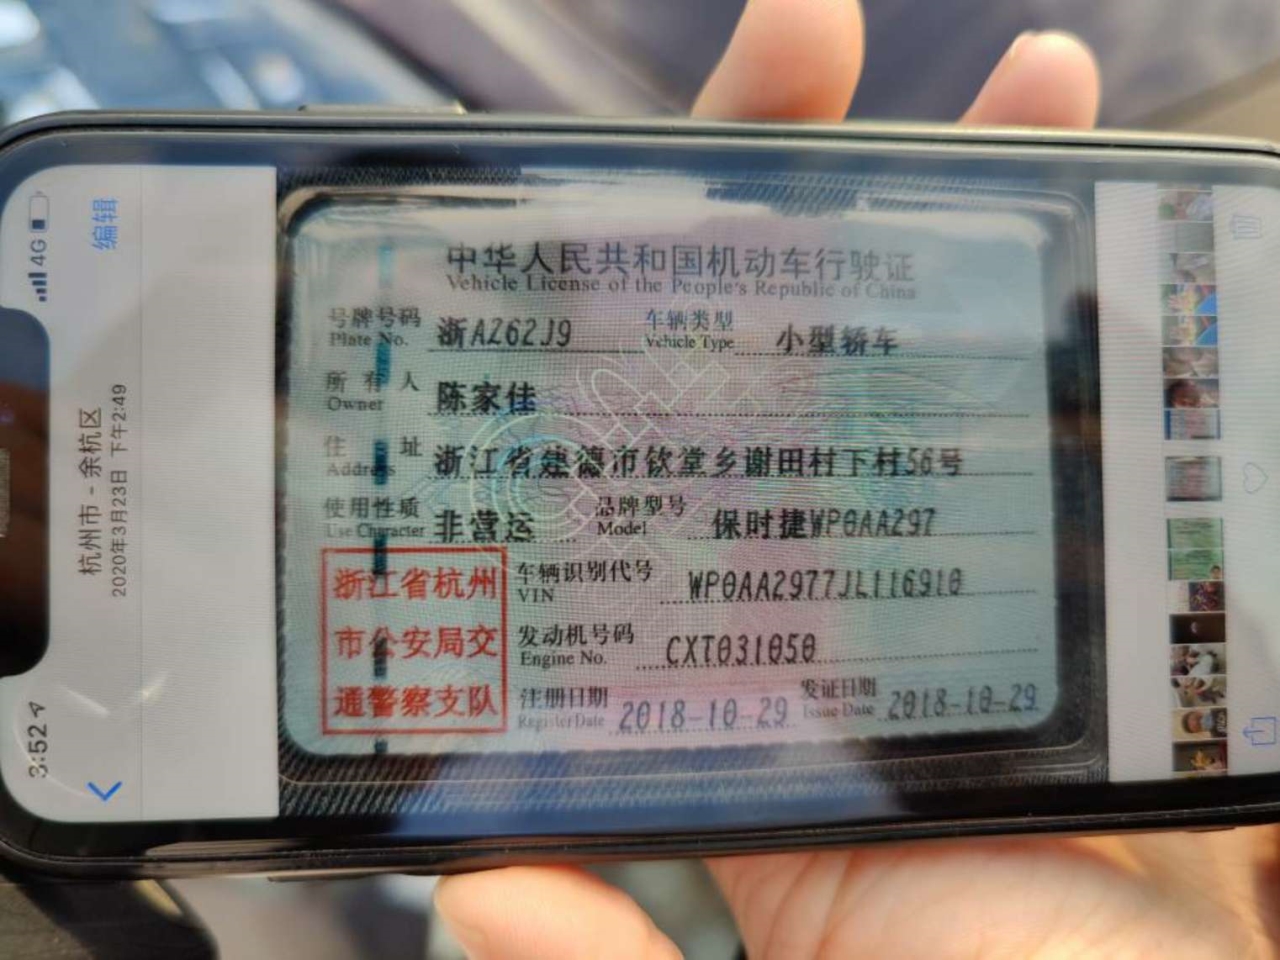 中华人民共和国机动车行驶证
Vehicle License of the People's Republic of China
号牌号码 浙AZ62J9 车辆类型 小型轿车
Plate No. Vehicle Type
所有人 陈家佳
Owner
住址 浙江省建德市钦堂乡谢田村下村56号
Address
使用性质 非营运 品牌型号 保时捷WP0AA297
Use Character Model
浙江省杭州
市公安局交
通警察支队
车辆识别代号 WP0AA2977JL116910
VIN
发动机号码 CXT031050
Engine No.
注册日期 2018-10-29 发证日期 2018-10-29
Register Date Issue Date
3:52
4G
杭州市 - 余杭区
2020年3月23日 下午2:49
编辑